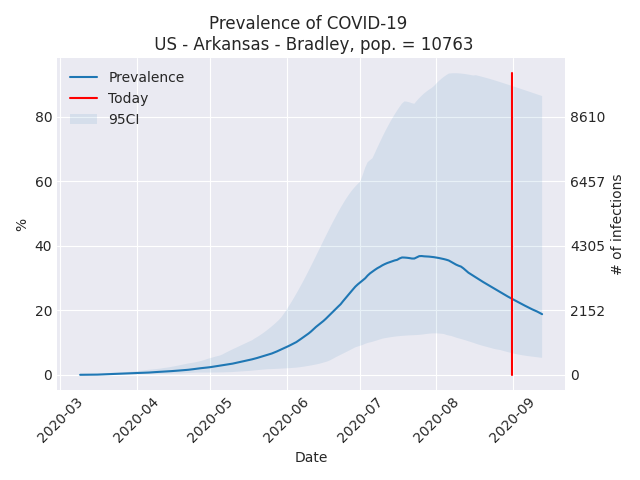 Prevalence of COVID-19
US - Arkansas - Bradley, pop. = 10763
Prevalence
Today
95CI
80
60
40
20
0
%
8610
6457
4305
2152
0
# of infections
2020-03
2020-04
2020-05
2020-06
2020-07
2020-08
2020-09
Date